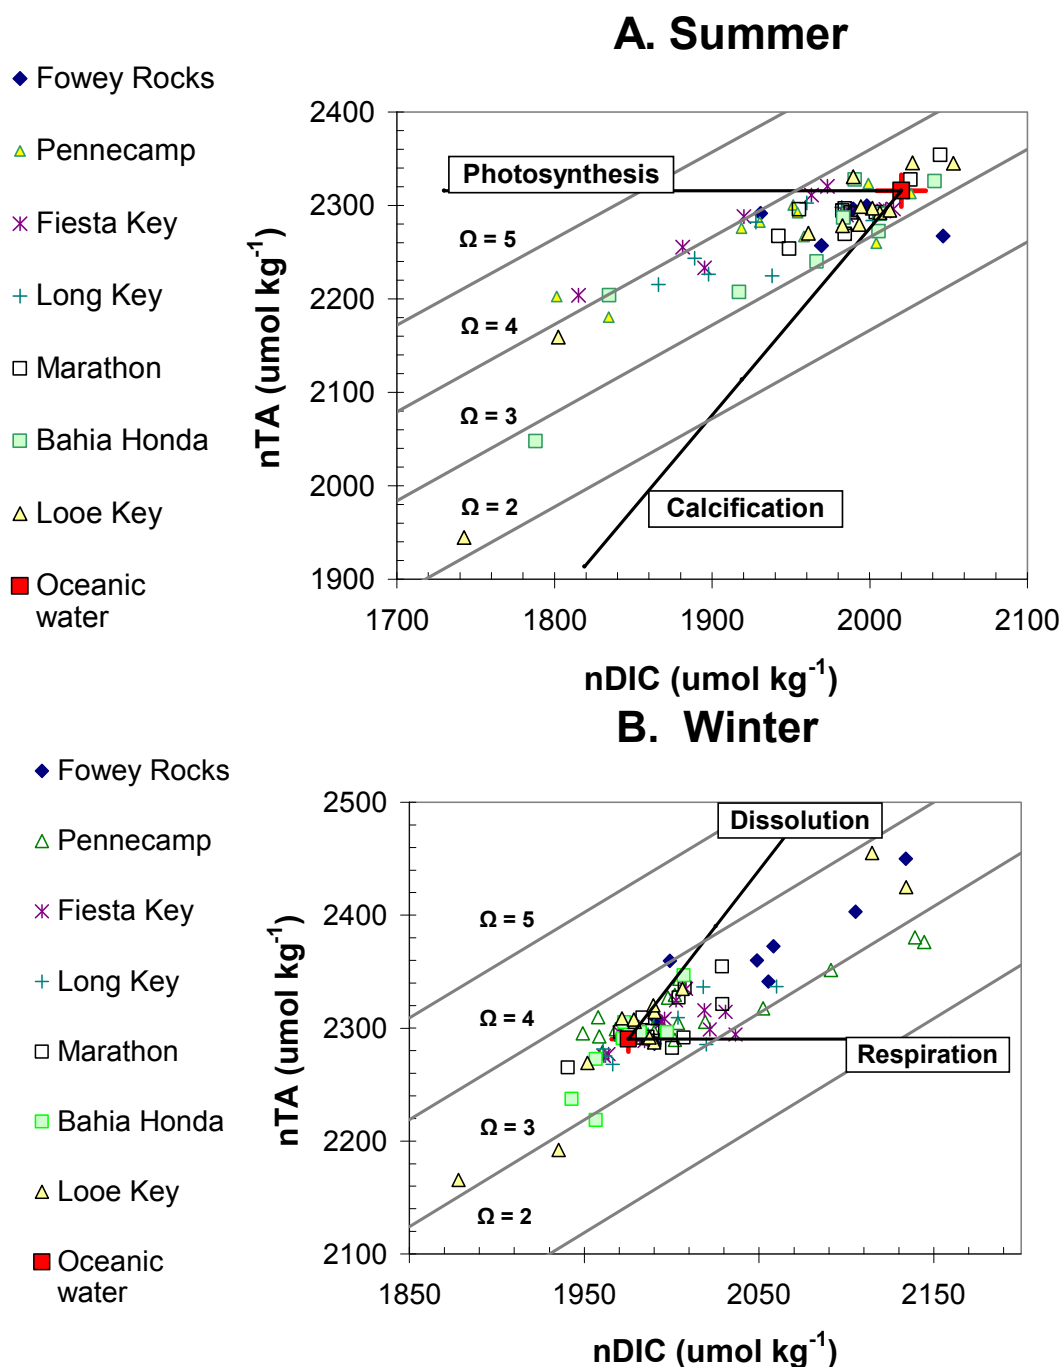 A. Summer
Fowey Rocks
Pennecamp
Fiesta Key
Long Key
Marathon
Bahia Honda
Looe Key
Oceanic
water
nTA (umol kg⁻¹)
2400
2300
2200
2100
2000
1900
Photosynthesis
Ω = 5
Ω = 4
Ω = 3
Ω = 2
Calcification
1700 1800 1900 2000 2100
nDIC (umol kg⁻¹)
B. Winter
Fowey Rocks
Pennecamp
Fiesta Key
Long Key
Marathon
Bahia Honda
Looe Key
Oceanic
water
nTA (umol kg⁻¹)
2500
2400
2300
2200
2100
Dissolution
Ω = 5
Ω = 4
Respiration
Ω = 3
Ω = 2
1850 1950 2050 2150
nDIC (umol kg⁻¹)